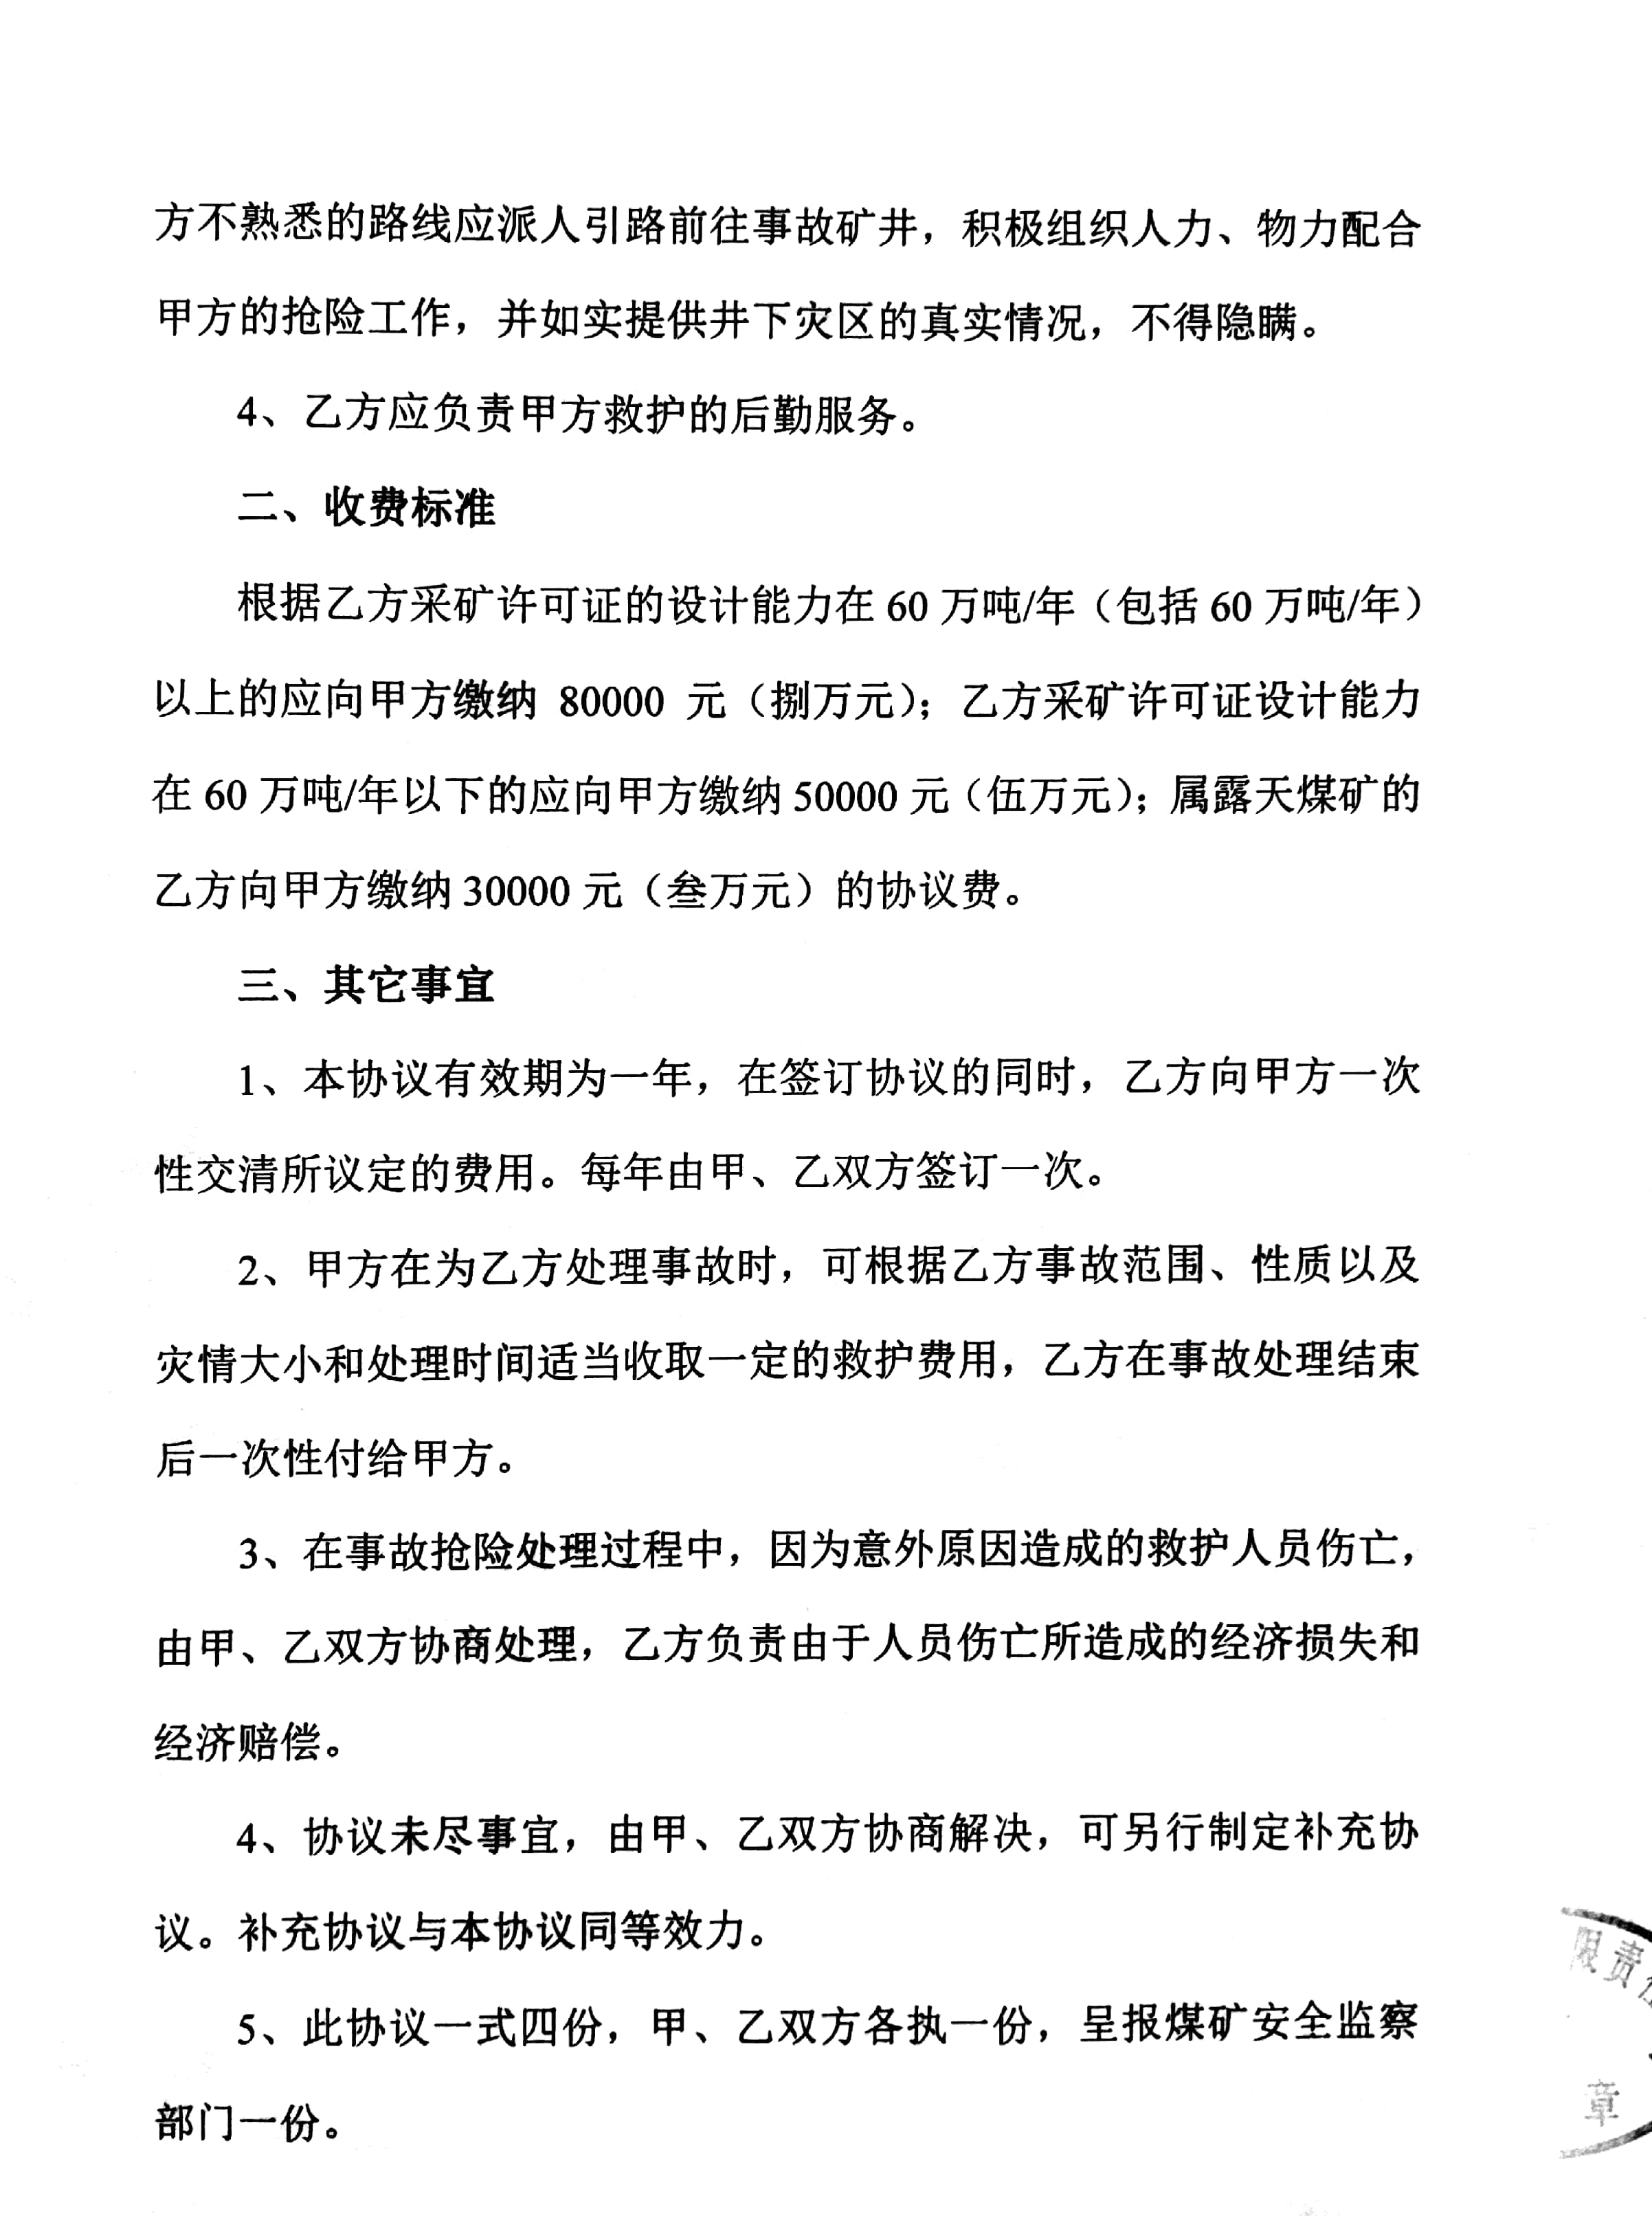 方不熟悉的路线应派人引路前往事故矿井，积极组织人力、物力配合
甲方的抢险工作，并如实提供井下灾区的真实情况，不得隐瞒。
4、乙方应负责甲方救护的后勤服务。
二、收费标准
根据乙方采矿许可证的设计能力在 60 万吨/年（包括 60 万吨/年）
以上的应向甲方缴纳 80000 元（捌万元）；乙方采矿许可证设计能力
在 60 万吨/年以下的应向甲方缴纳 50000 元（伍万元）；属露天煤矿的
乙方向甲方缴纳 30000 元（叁万元）的协议费。
三、其它事宜
1、本协议有效期为一年，在签订协议的同时，乙方向甲方一次
性交清所议定的费用。每年由甲、乙双方签订一次。
2、甲方在为乙方处理事故时，可根据乙方事故范围、性质以及
灾情大小和处理时间适当收取一定的救护费用，乙方在事故处理结束
后一次性付给甲方。
3、在事故抢险处理过程中，因为意外原因造成的救护人员伤亡，
由甲、乙双方协商处理，乙方负责由于人员伤亡所造成的经济损失和
经济赔偿。
4、协议未尽事宜，由甲、乙双方协商解决，可另行制定补充协
议。补充协议与本协议同等效力。
5、此协议一式四份，甲、乙双方各执一份，呈报煤矿安全监察
部门一份。
限责
章